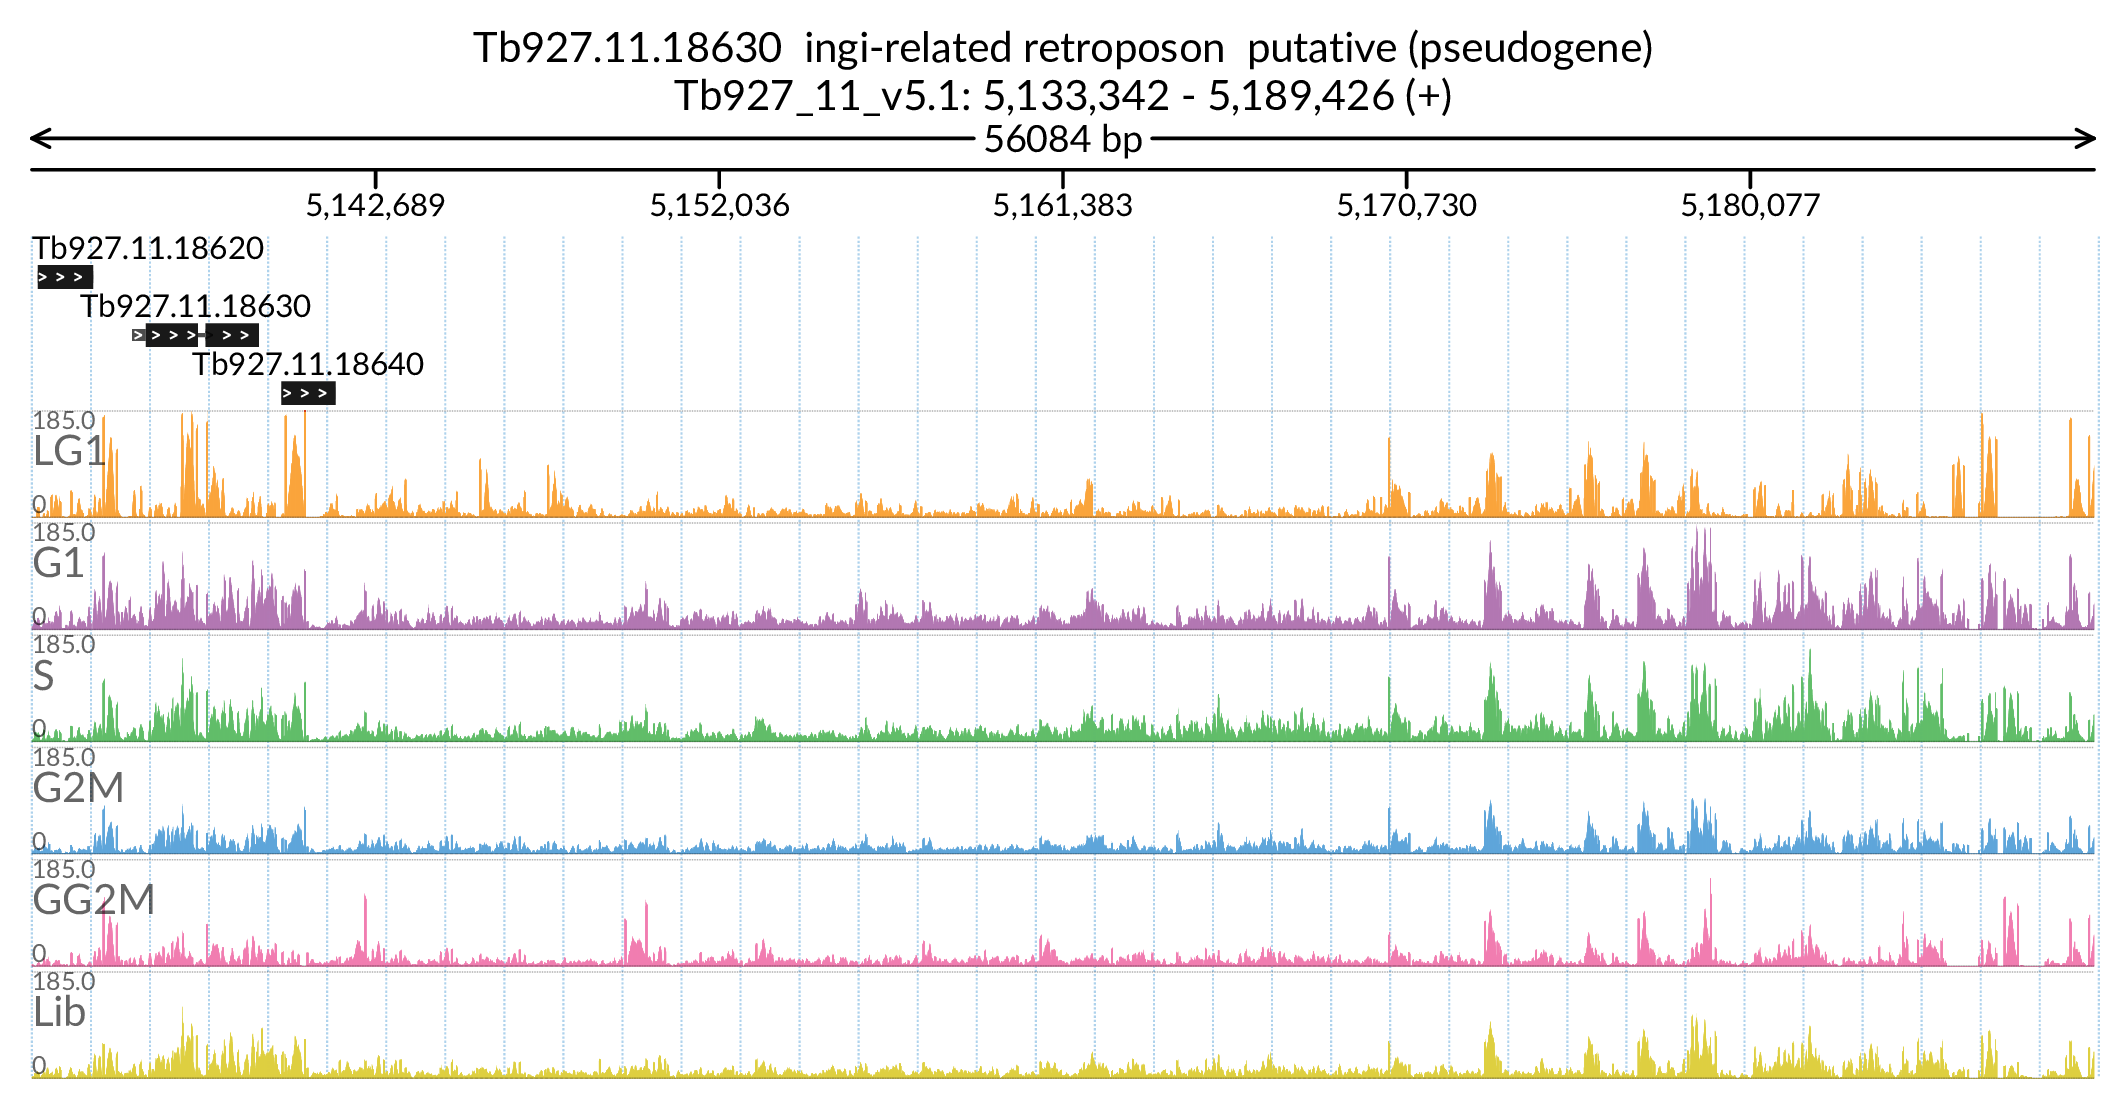 Tb927.11.18630 ingi-related retroposon putative (pseudogene)
Tb927_11_v5.1: 5,133,342 - 5,189,426 (+)
56084 bp
5,142,689 5,152,036 5,161,383 5,170,730 5,180,077
Tb927.11.18620
Tb927.11.18630
Tb927.11.18640
185.0
LG1
0
185.0
G1
0
185.0
S
0
185.0
G2M
0
185.0
GG2M
0
185.0
Lib
0